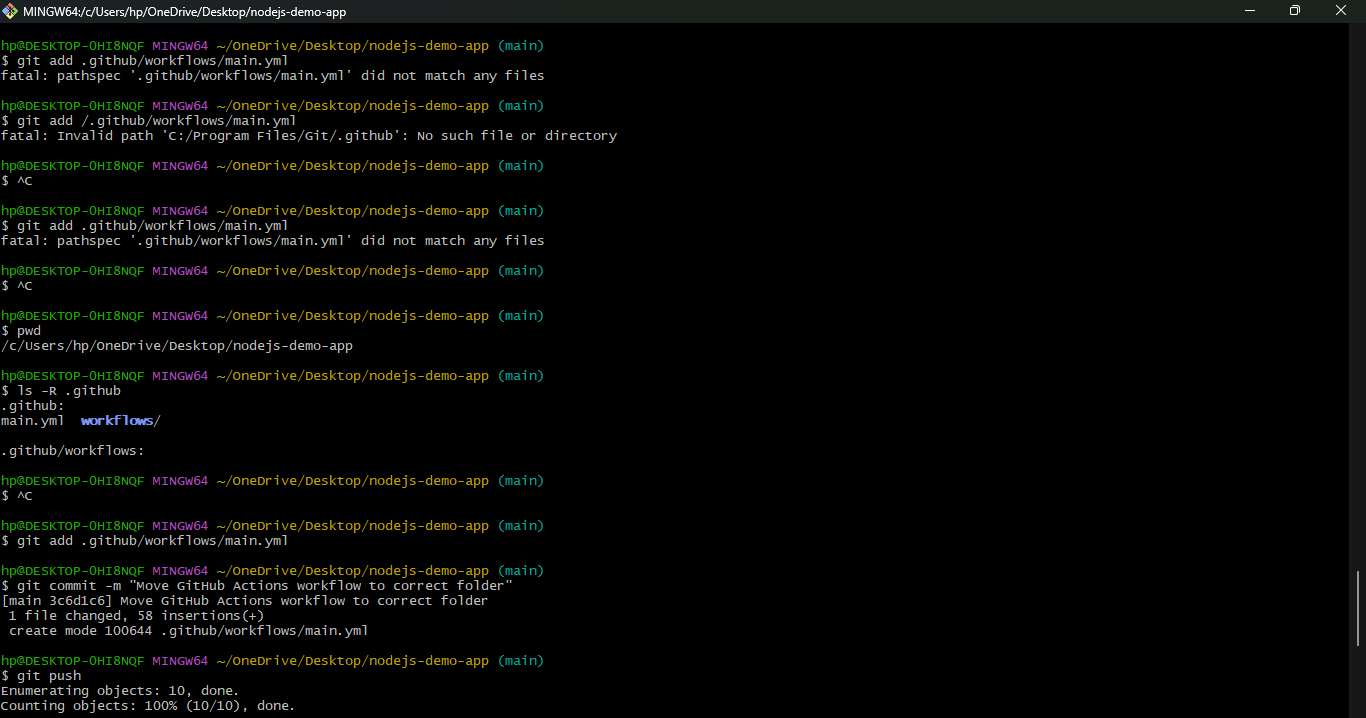 MINGW64:/c/Users/hp/OneDrive/Desktop/nodejs-demo-app
hp@DESKTOP-OHI8NQF MINGW64 ~/OneDrive/Desktop/nodejs-demo-app (main)
$ git add .github/workflows/main.yml
fatal: pathspec '.github/workflows/main.yml' did not match any files
hp@DESKTOP-OHI8NQF MINGW64 ~/OneDrive/Desktop/nodejs-demo-app (main)
$ git add /.github/workflows/main.yml
fatal: Invalid path 'C:/Program Files/Git/.github': No such file or directory
hp@DESKTOP-OHI8NQF MINGW64 ~/OneDrive/Desktop/nodejs-demo-app (main)
$ ^C
hp@DESKTOP-OHI8NQF MINGW64 ~/OneDrive/Desktop/nodejs-demo-app (main)
$ git add .github/workflows/main.yml
fatal: pathspec '.github/workflows/main.yml' did not match any files
hp@DESKTOP-OHI8NQF MINGW64 ~/OneDrive/Desktop/nodejs-demo-app (main)
$ ^C
hp@DESKTOP-OHI8NQF MINGW64 ~/OneDrive/Desktop/nodejs-demo-app (main)
$ pwd
/c/Users/hp/OneDrive/Desktop/nodejs-demo-app
hp@DESKTOP-OHI8NQF MINGW64 ~/OneDrive/Desktop/nodejs-demo-app (main)
$ ls -R .github
.github:
main.yml  workflows/
.github/workflows:
hp@DESKTOP-OHI8NQF MINGW64 ~/OneDrive/Desktop/nodejs-demo-app (main)
$ ^C
hp@DESKTOP-OHI8NQF MINGW64 ~/OneDrive/Desktop/nodejs-demo-app (main)
$ git add .github/workflows/main.yml
hp@DESKTOP-OHI8NQF MINGW64 ~/OneDrive/Desktop/nodejs-demo-app (main)
$ git commit -m "Move GitHub Actions workflow to correct folder"
[main 3c6d1c6] Move GitHub Actions workflow to correct folder
 1 file changed, 58 insertions(+)
 create mode 100644 .github/workflows/main.yml
hp@DESKTOP-OHI8NQF MINGW64 ~/OneDrive/Desktop/nodejs-demo-app (main)
$ git push
Enumerating objects: 10, done.
Counting objects: 100% (10/10), done.